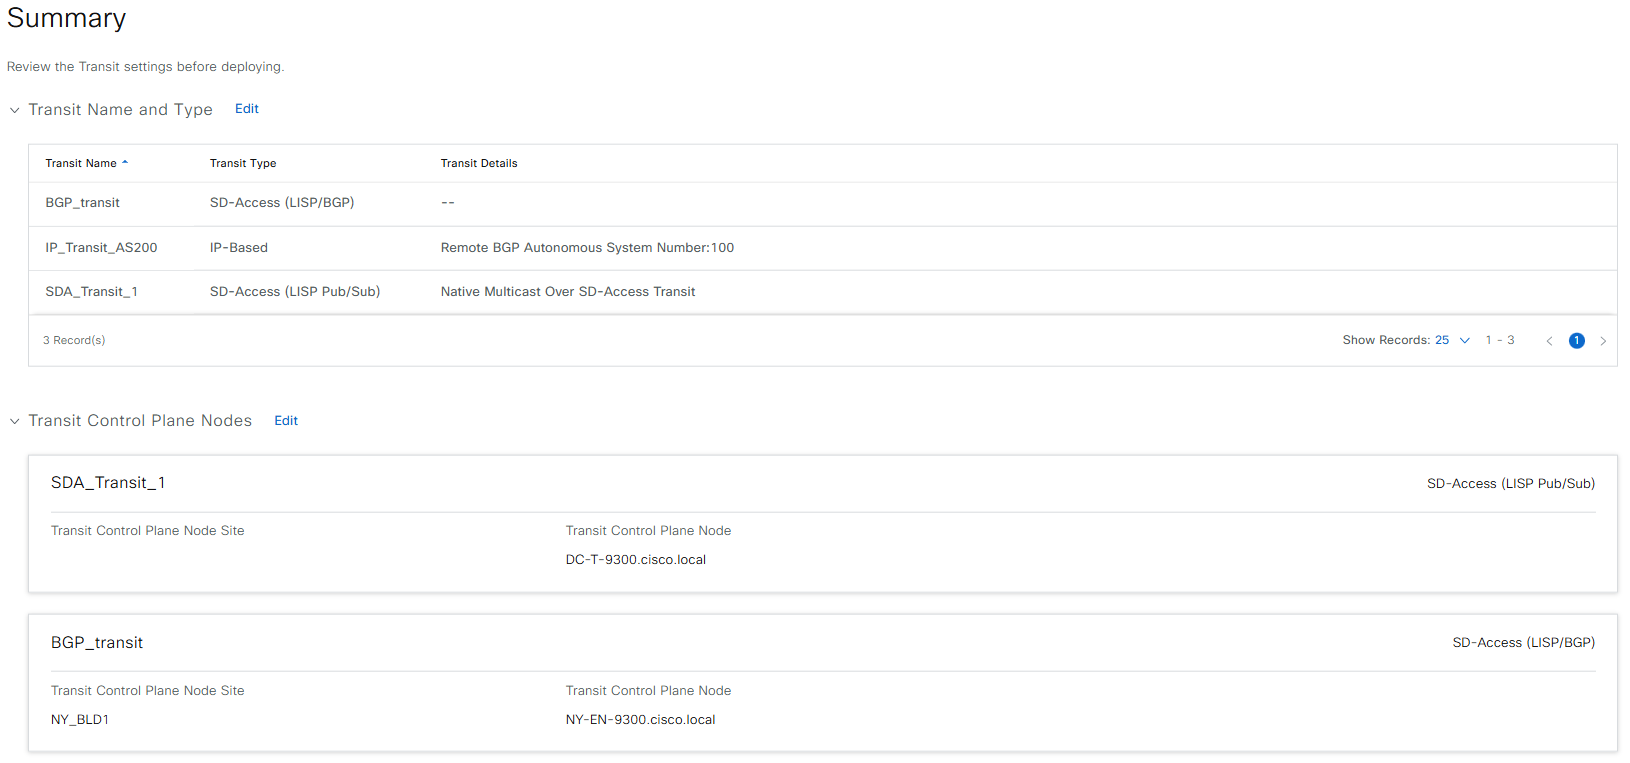 Summary
Review the Transit settings before deploying.
Transit Name and Type Edit
Transit Name Transit Type Transit Details
BGP_transit SD-Access (LISP/BGP) --
IP_Transit_AS200 IP-Based Remote BGP Autonomous System Number:100
SDA_Transit_1 SD-Access (LISP Pub/Sub) Native Multicast Over SD-Access Transit
3 Record(s) Show Records: 25 1 - 3 1
Transit Control Plane Nodes Edit
SDA_Transit_1 SD-Access (LISP Pub/Sub)
Transit Control Plane Node Site Transit Control Plane Node
DC-T-9300.cisco.local
BGP_transit SD-Access (LISP/BGP)
Transit Control Plane Node Site Transit Control Plane Node
NY_BLD1 NY-EN-9300.cisco.local